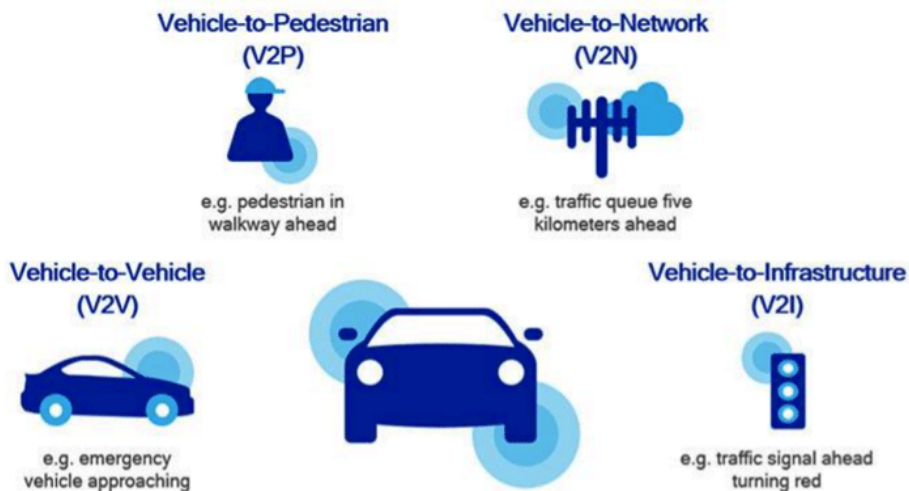 Vehicle-to-Pedestrian
(V2P)
e.g. pedestrian in
walkway ahead
Vehicle-to-Network
(V2N)
e.g. traffic queue five
kilometers ahead
Vehicle-to-Vehicle
(V2V)
e.g. emergency
vehicle approaching
Vehicle-to-Infrastructure
(V2I)
e.g. traffic signal ahead
turning red